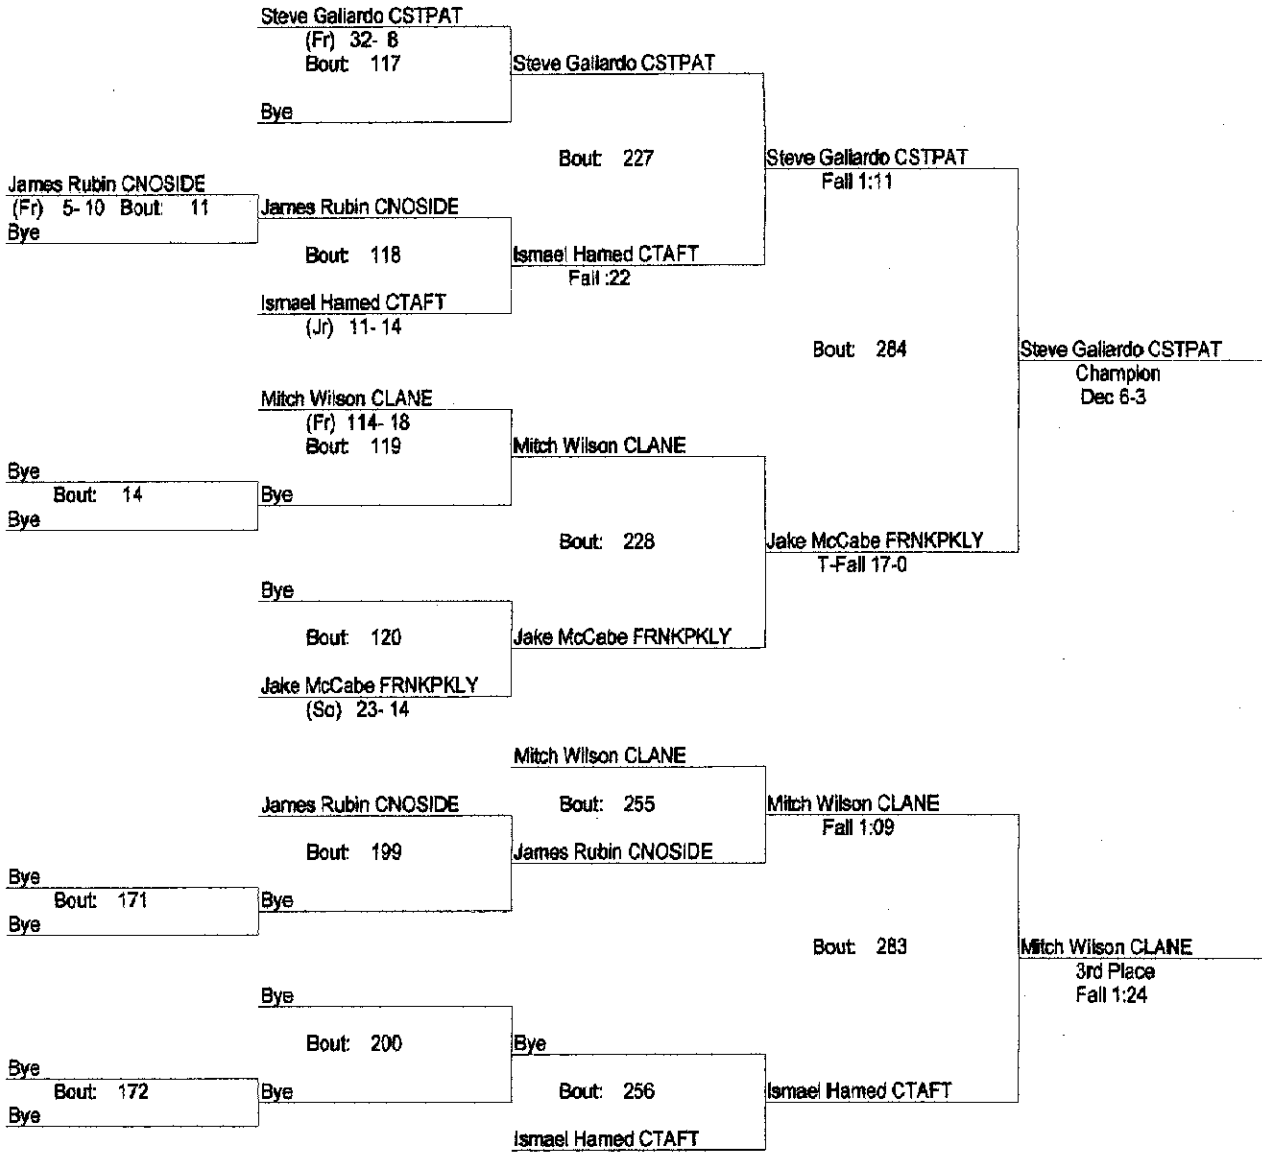 Steve Gallardo CSTPAT
(Fr) 32- 8
Bout: 117
Steve Gallardo CSTPAT
Bye
Bout: 227
Steve Gallardo CSTPAT
Fall 1:11
James Rubin CNOSIDE
(Fr) 5- 10 Bout: 11
Bye
James Rubin CNOSIDE
Bout: 118
Ismael Hamed CTAFT
Fall :22
Ismael Hamed CTAFT
(Jr) 11- 14
Bout: 284
Steve Gallardo CSTPAT
Champion
Dec 6-3
Mitch Wilson CLANE
(Fr) 114- 18
Bout: 119
Mitch Wilson CLANE
Bye
Bout: 14
Bye
Bye
Bout: 228
Jake McCabe FRNKPKLY
T-Fall 17-0
Bye
Bout: 120
Jake McCabe FRNKPKLY
Jake McCabe FRNKPKLY
(So) 23- 14
Mitch Wilson CLANE
James Rubin CNOSIDE
Bout: 255
Mitch Wilson CLANE
Fall 1:09
Bout: 199
James Rubin CNOSIDE
Bye
Bout: 171
Bye
Bye
Bout: 283
Mitch Wilson CLANE
3rd Place
Fall 1:24
Bye
Bout: 200
Bye
Bye
Bout: 172
Bye
Bye
Bout: 256
Ismael Hamed CTAFT
Ismael Hamed CTAFT